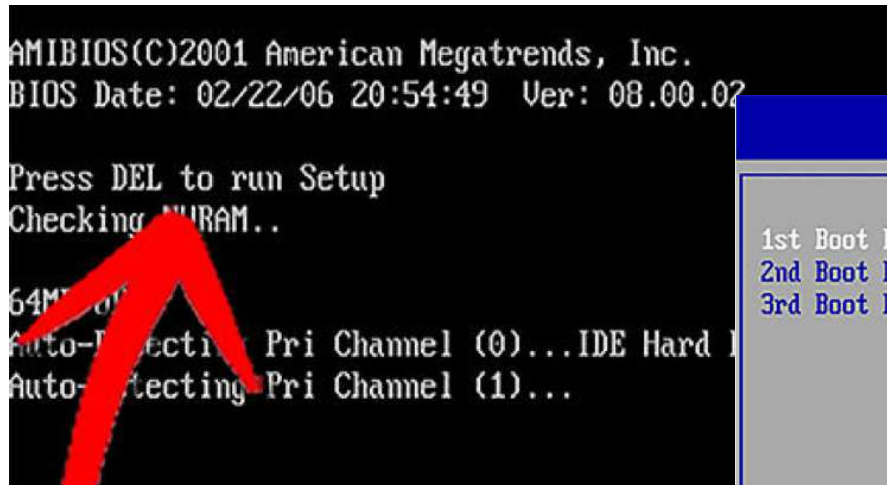 AMIBIOS(C)2001 American Megatrends, Inc.
BIOS Date: 02/22/06 20:54:49 Ver: 08.00.02
Press DEL to run Setup
Checking NVRAM..
Pri Channel (0)...IDE Hard
Pri Channel (1)...
1st Boot
2nd Boot
3rd Boot